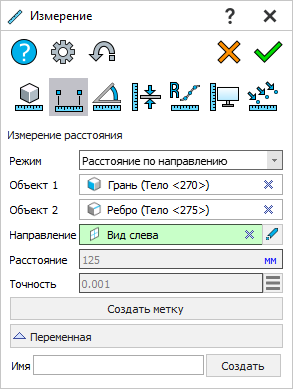 Измерение ? ×
Измерение расстояния
Режим Расстояние по направлению
Объект 1 Грань (Тело <270>)
Объект 2 Ребро (Тело <275>)
Направление Вид слева
Расстояние 125 мм
Точность 0.001
Создать метку
Переменная
Имя Создать